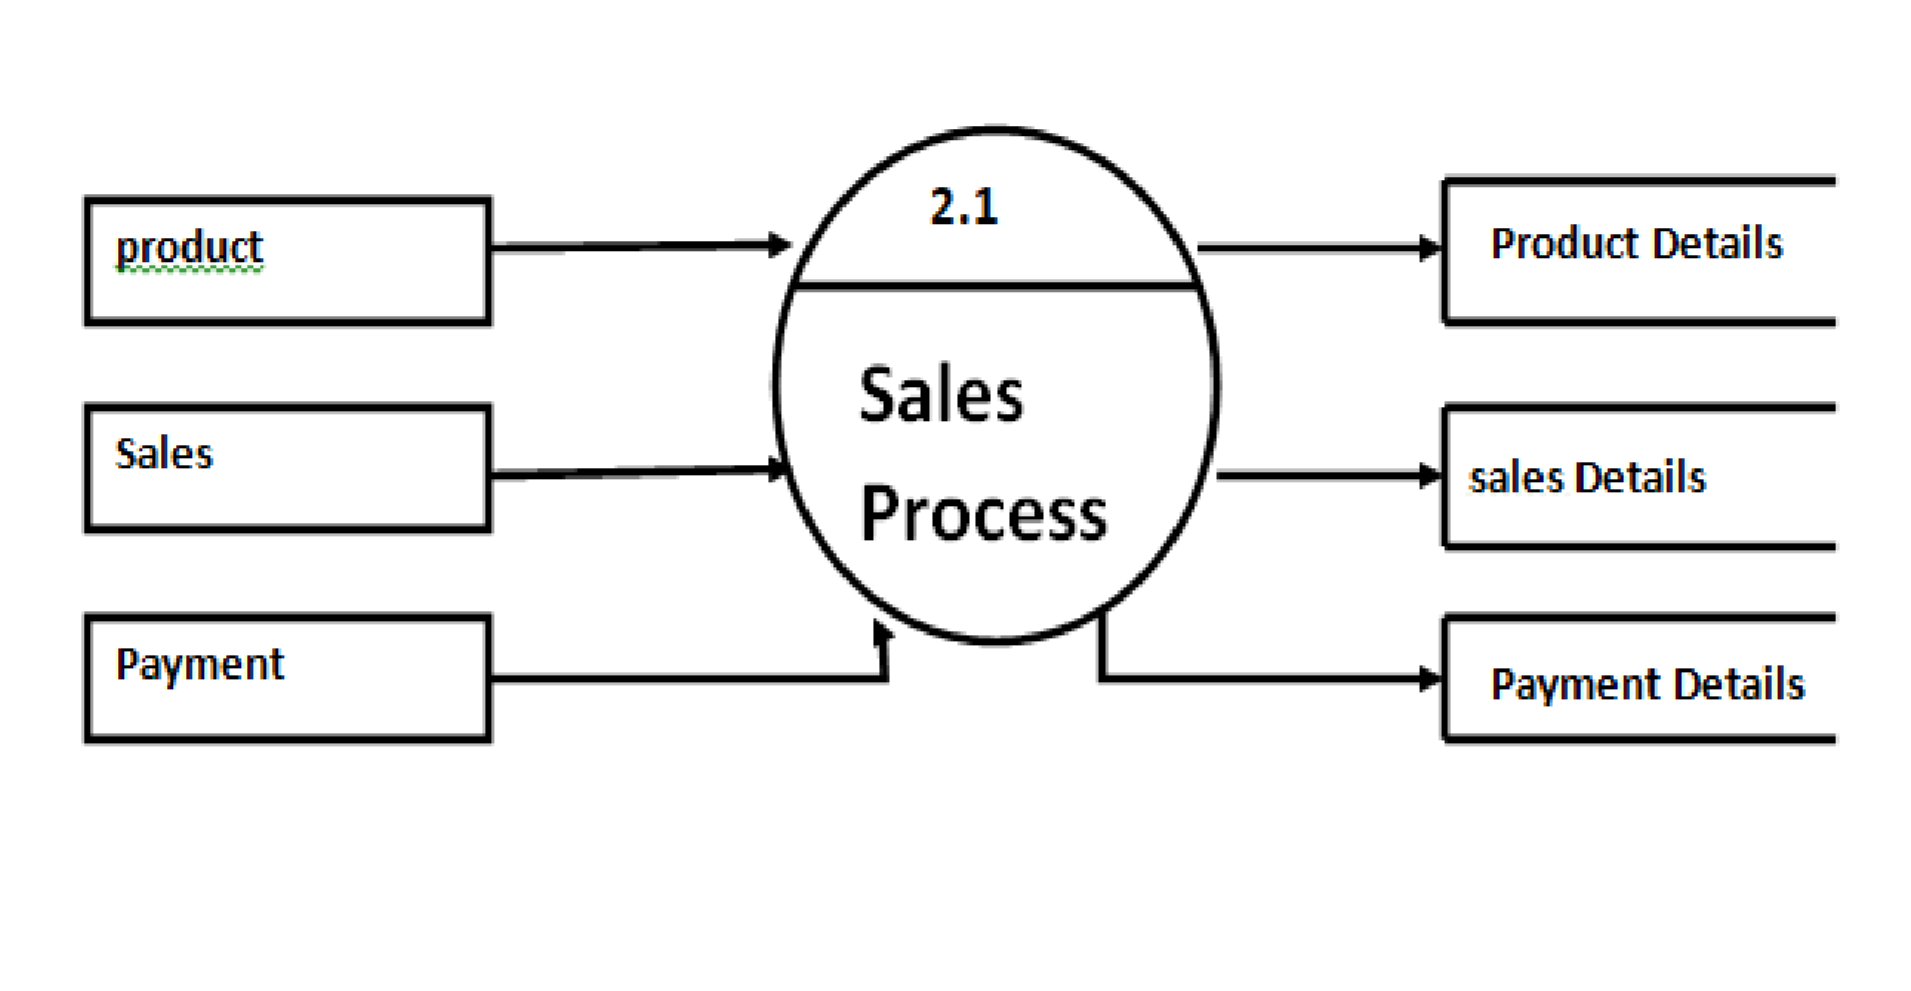 2.1
product
Product Details
Sales
Sales
Process
sales Details
Payment
Payment Details